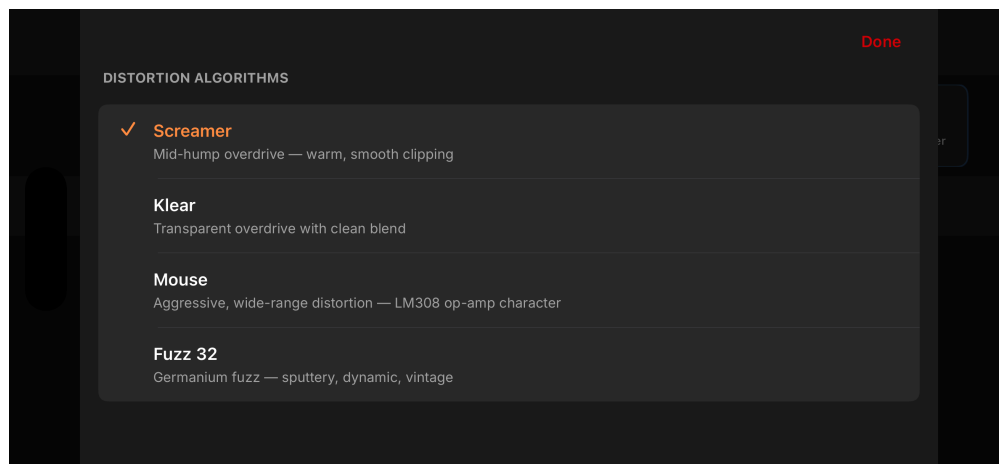 Done
DISTORTION ALGORITHMS
Screamer
Mid-hump overdrive — warm, smooth clipping
Klear
Transparent overdrive with clean blend
Mouse
Aggressive, wide-range distortion — LM308 op-amp character
Fuzz 32
Germanium fuzz — sputtery, dynamic, vintage